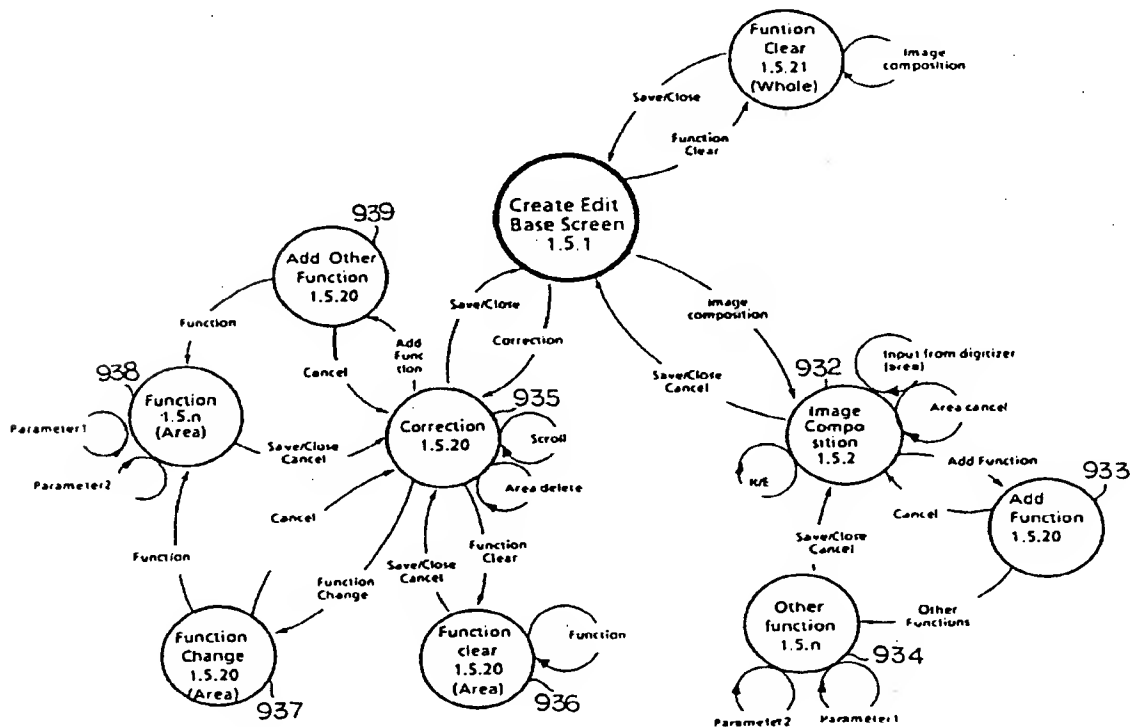 Funtion
Clear
1.5.21
(Whole)
Image
composition
Save/Close
Function
Clear
Create Edit
Base Screen
1.5.1
939
Add Other
Function
1.5.20
Save/Close
Image
composition
Function
Add
Func
tion
Correction
Cancel
Save/Close
Cancel
932
Input from digitizer
(area)
938
Function
1.5.n
(Area)
Parameter1
Parameter2
Save/Close
Cancel
935
Correction
1.5.20
Scroll
Area delete
Image
Compo
sition
1.5.2
Area cancel
R/E
Add Function
933
Add
Function
1.5.20
Cancel
Cancel
Function
Function
Change
Save/Close
Cancel
Function
Clear
Save/Close
Cancel
Function
Change
1.5.20
(Area)
937
Function
clear
1.5.20
(Area)
Function
936
Other
function
1.5.n
Other
Functions
934
Parameter2
Parameter1